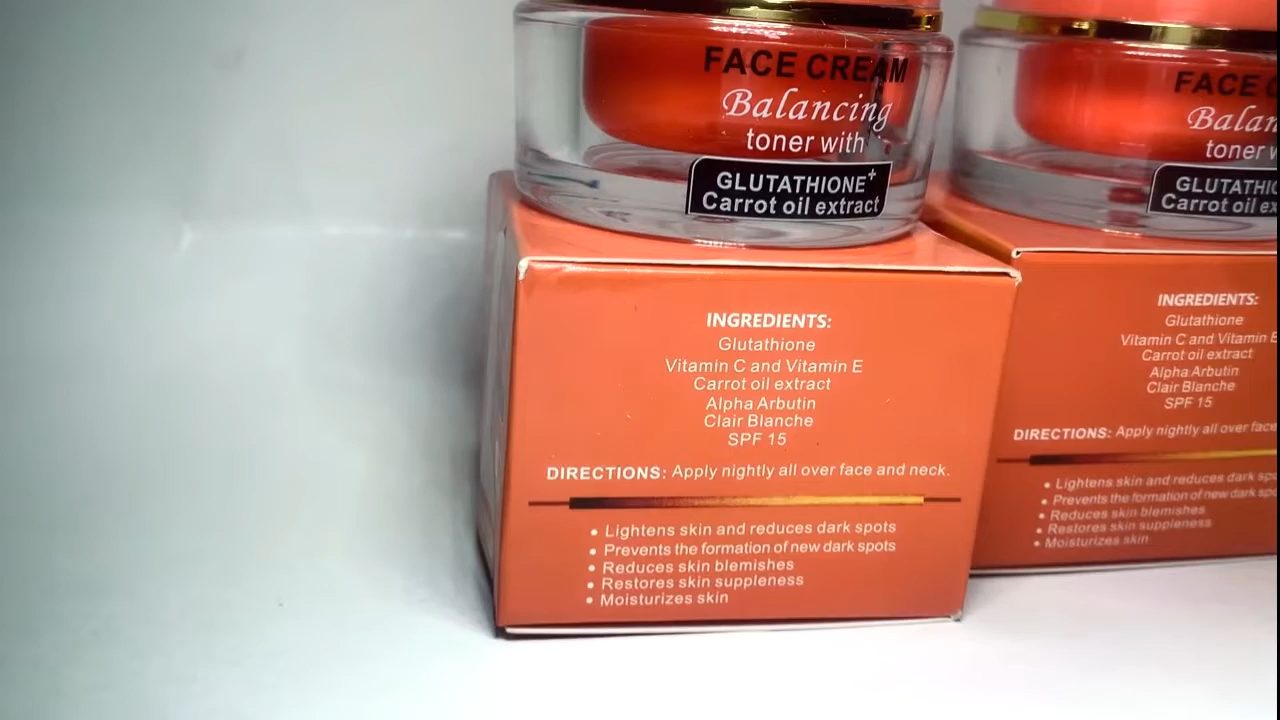 FACE CREAM
Balancing
toner with
GLUTATHIONE+
Carrot oil extract
INGREDIENTS:
Glutathione
Vitamin C and Vitamin E
Carrot oil extract
Alpha Arbutin
Clair Blanche
SPF 15
DIRECTIONS: Apply nightly all over face and neck.
• Lightens skin and reduces dark spots
• Prevents the formation of new dark spots
• Reduces skin blemishes
• Restores skin suppleness
• Moisturizes skin
FACE
toner
Carrot oil
INGREDIENTS:
Glutathione
Vitamin C and Vitamin E
Carrot oil extract
Alpha Arbutin
Clair Blanche
SPF 15
DIRECTIONS: Apply nightly all over face
• Lightens skin and reduces dark
• Prevents the formation of new dark
• Reduces skin blemishes
• Restores skin suppleness
• Moisturizes skin